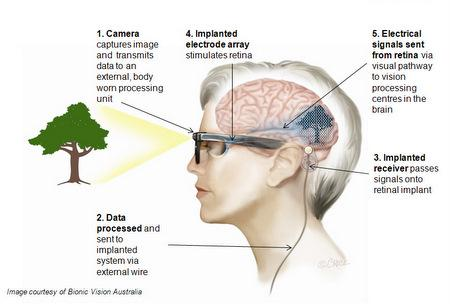 1. Camera
captures image
and transmits
data to an
external, body
worn processing
unit
4. Implanted
electrode array
stimulates retina
5. Electrical
signals sent
from retina via
visual pathway
to vision
processing
centres in the
brain
3. Implanted
receiver passes
signals onto
retinal implant
2. Data
processed and
sent to
implanted
system via
external wire
Image courtesy of Bionic Vision Australia